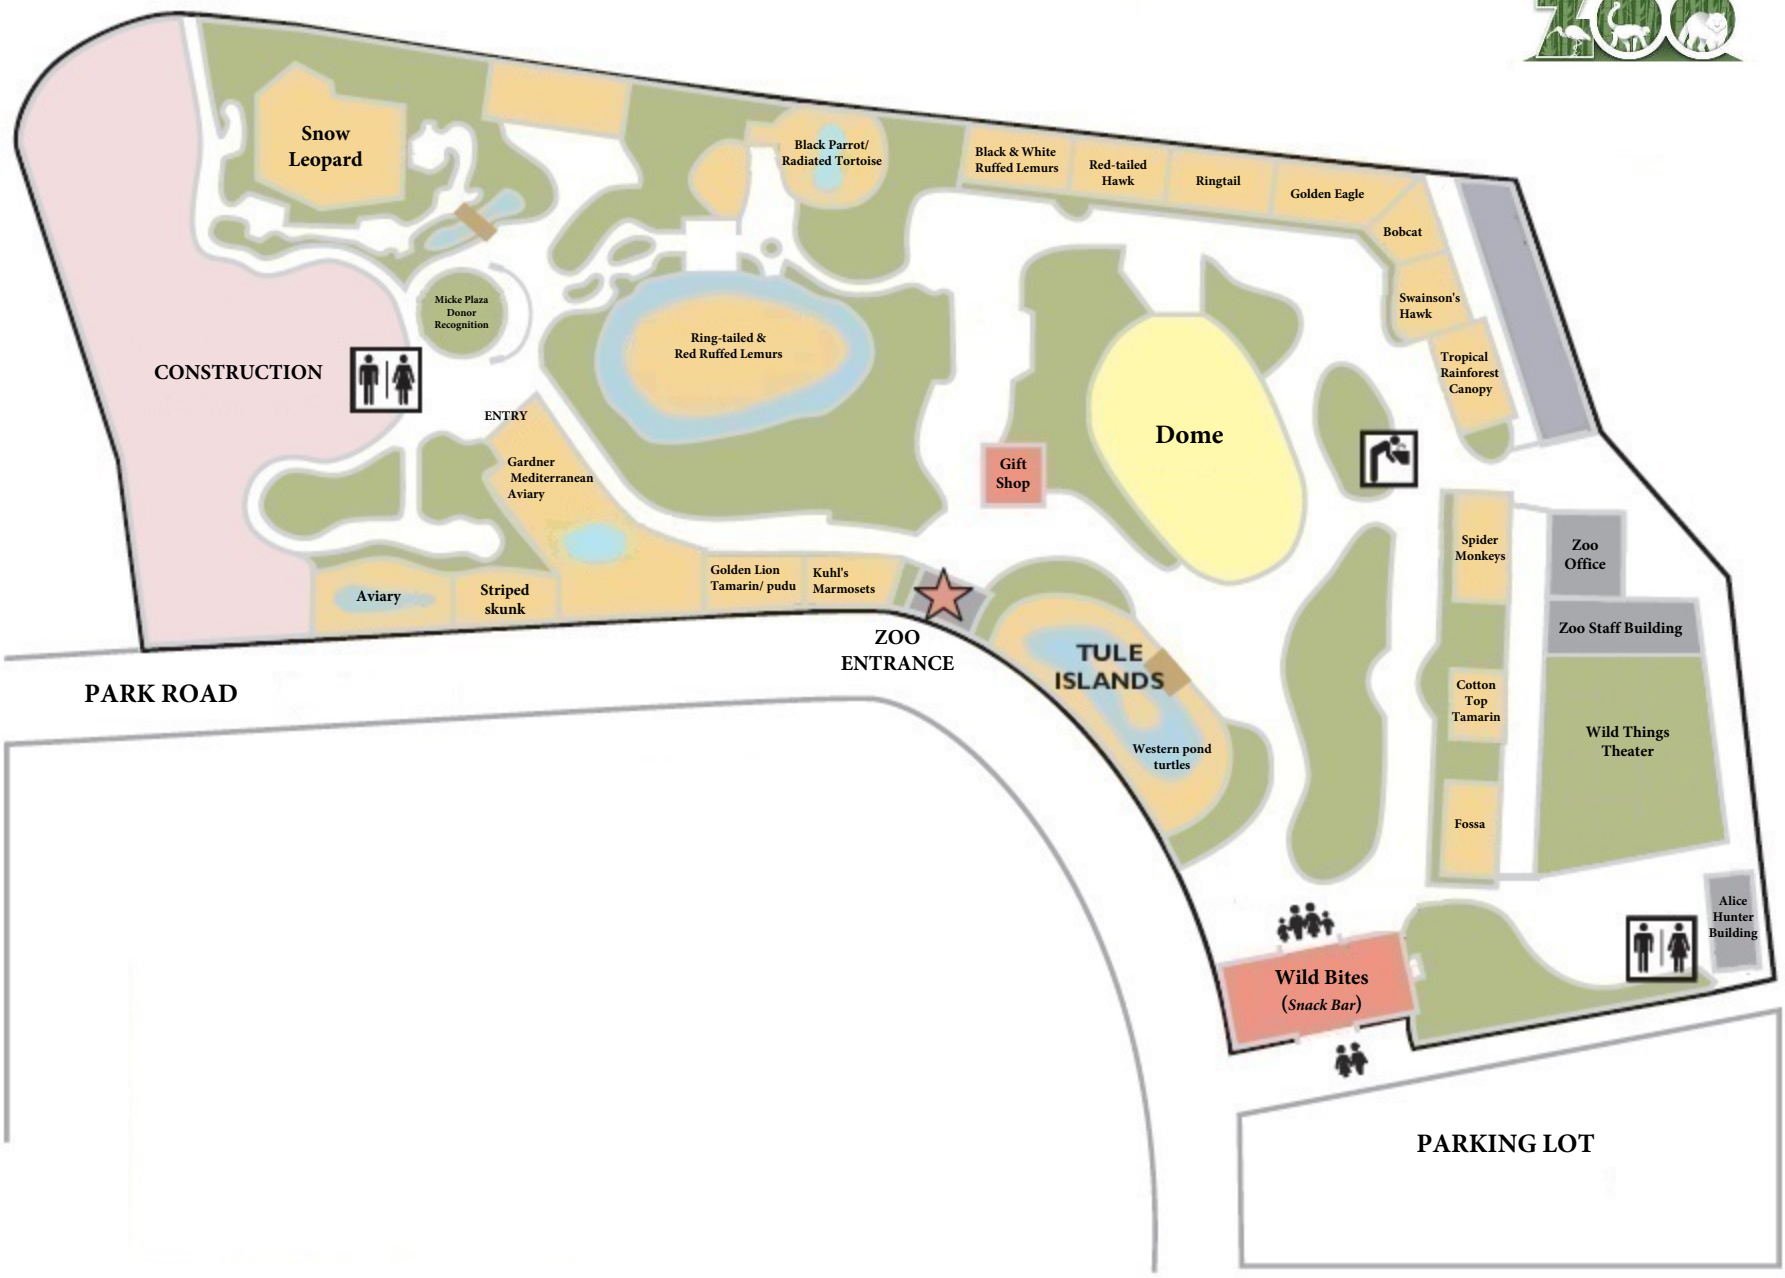 ZOO
Snow
Leopard
Black Parrot/
Radiated Tortoise
Black & White
Ruffed Lemurs
Red-tailed
Hawk
Ringtail
Golden Eagle
Bobcat
Swainson's
Hawk
Tropical
Rainforest
Canopy
Micke Plaza
Donor
Recognition
Ring-tailed &
Red Ruffed Lemurs
CONSTRUCTION
ENTRY
Gardner
Mediterranean
Aviary
Gift
Shop
Dome
Spider
Monkeys
Zoo
Office
Aviary
Striped
skunk
Golden Lion
Tamarin/ pudu
Kuhl's
Marmosets
ZOO
ENTRANCE
TULE
ISLANDS
Western pond
turtles
Zoo Staff Building
Cotton
Top
Tamarin
Wild Things
Theater
Fossa
PARK ROAD
Alice
Hunter
Building
Wild Bites
(Snack Bar)
PARKING LOT